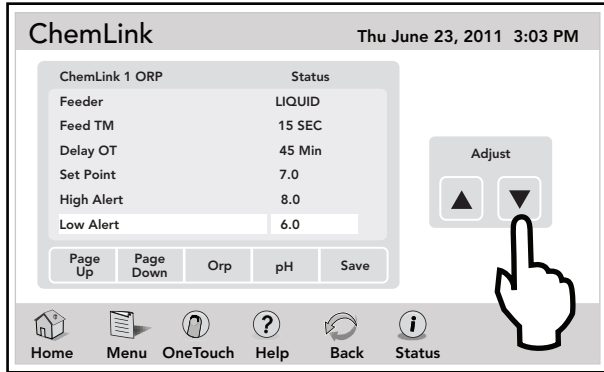 ChemLink
Thu June 23, 2011 3:03 PM
ChemLink 1 ORP Status
Feeder LIQUID
Feed TM 15 SEC
Delay OT 45 Min
Set Point 7.0
High Alert 8.0
Low Alert 6.0
Adjust
Page Up Page Down Orp pH Save
Home Menu OneTouch Help Back Status